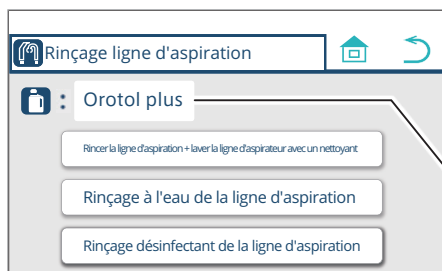 Rinçage ligne d'aspiration
: Orotol plus
Rincer la ligne d'aspiration + laver la ligne d'aspirateur avec un nettoyant
Rinçage à l'eau de la ligne d'aspiration
Rinçage désinfectant de la ligne d'aspiration